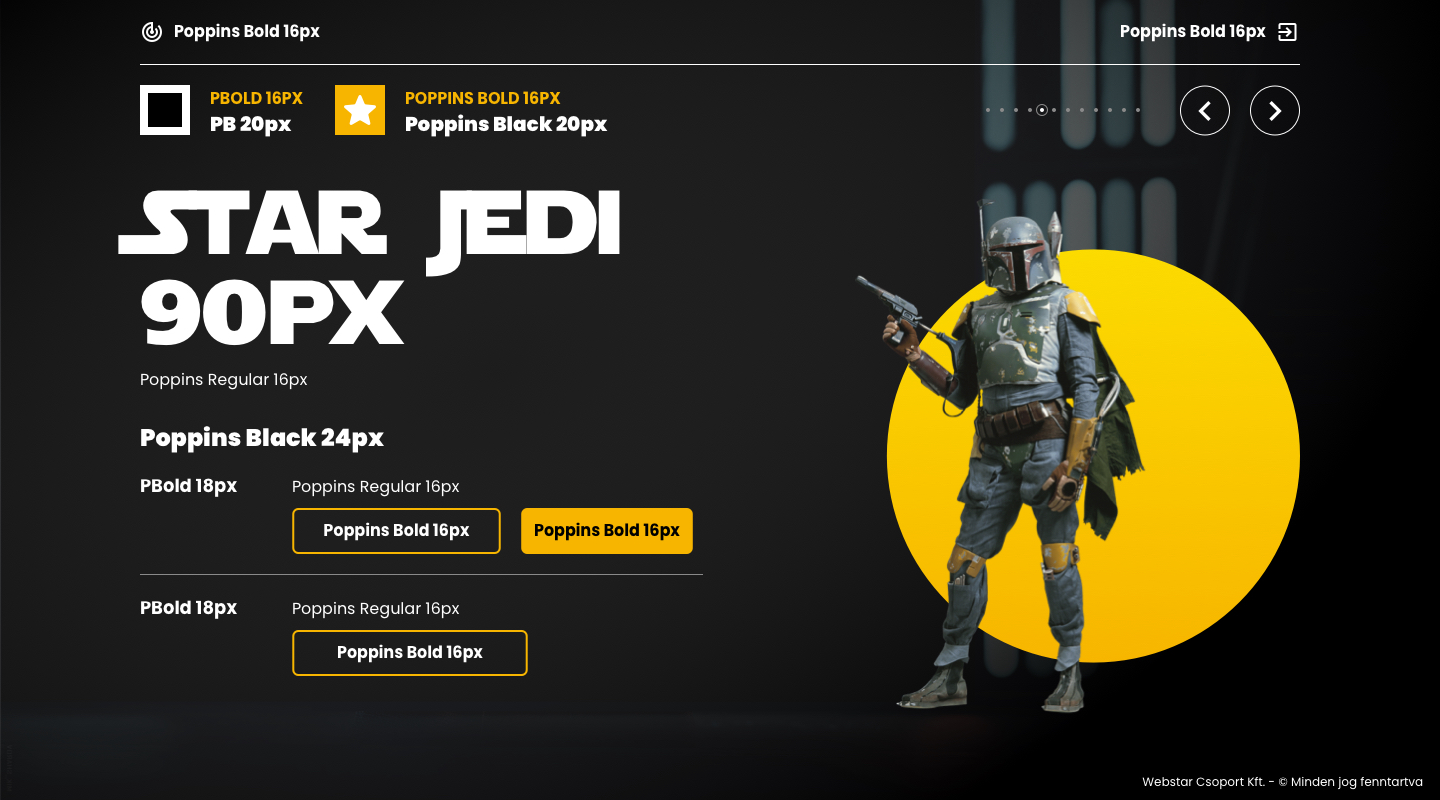 Poppins Bold 16px
Poppins Bold 16px
PBOLD 16PX
PB 20px
POPPINS BOLD 16PX
Poppins Black 20px
STAR JEDI
90PX
Poppins Regular 16px
Poppins Black 24px
PBold 18px
Poppins Regular 16px
Poppins Bold 16px
Poppins Bold 16px
PBold 18px
Poppins Regular 16px
Poppins Bold 16px
Webstar Csoport Kft. - © Minden jog fenntartva